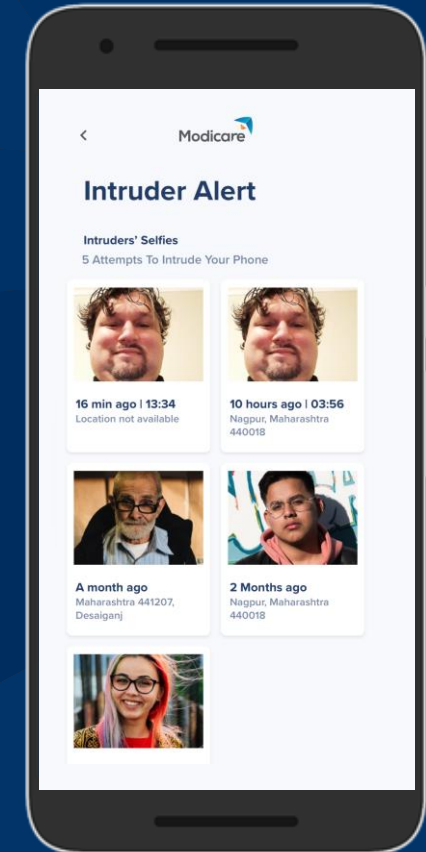 Modicare
Intruder Alert
Intruders' Selfies
5 Attempts To Intrude Your Phone
16 min ago | 13:34
Location not available
10 hours ago | 03:56
Nagpur, Maharashtra
440018
A month ago
Maharashtra 441207,
Desaiganj
2 Months ago
Nagpur, Maharashtra
440018